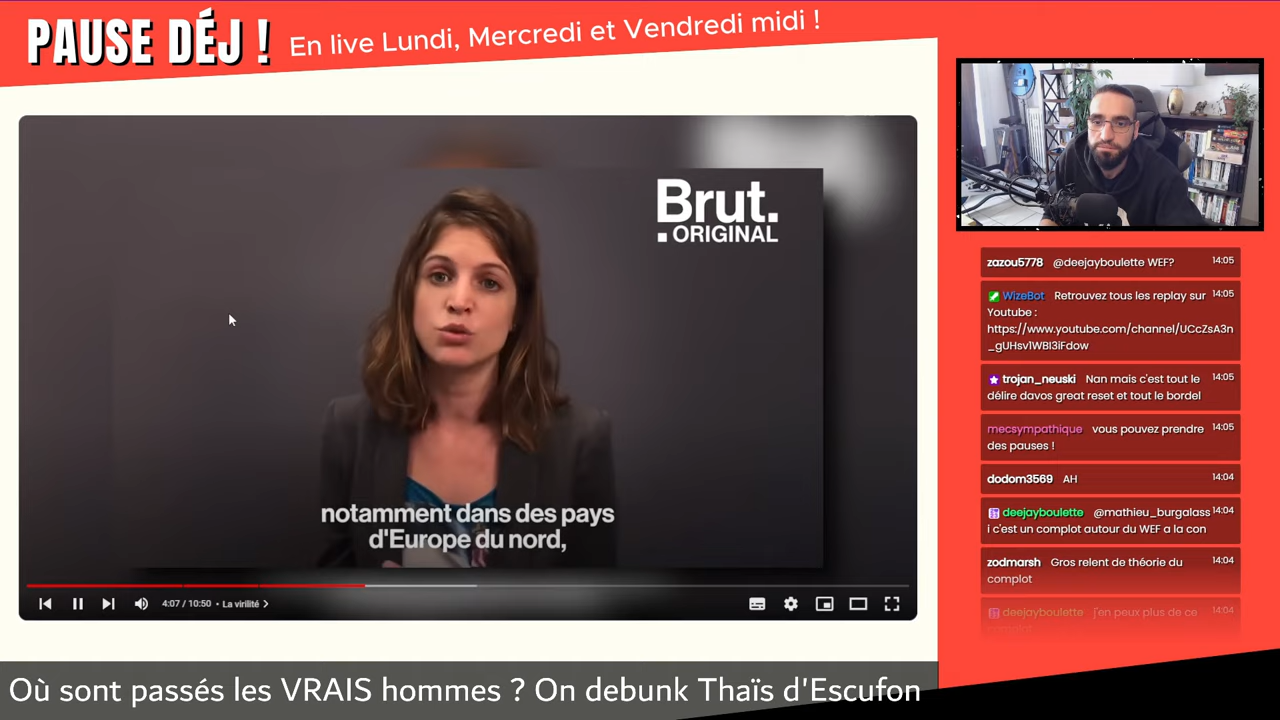 PAUSE DÉJ !
En live Lundi, Mercredi et Vendredi midi !
Brut.
ORIGINAL
notamment dans des pays
d'Europe du nord,
4:07 / 10:50 • La virilité
zazou5778 @deejayboulette WEF? 14:05
WizeBot Retrouvez tous les replay sur 14:05
Youtube :
https://www.youtube.com/channel/UCcZsA3n
_gUHsv1WBI3iFdow
trojan_neuski Nan mais c'est tout le 14:05
délire davos great reset et tout le bordel
mecsympathique vous pouvez prendre 14:05
des pauses !
dodom3569 AH 14:04
deejayboulette @mathieu_burgalass 14:04
i c'est un complot autour du WEF a la con
zodmarsh Gros relent de théorie du 14:04
complot
deejayboulette j'en peux plus de ce 14:04
complot
Où sont passés les VRAIS hommes ? On debunk Thaïs d'Escufon